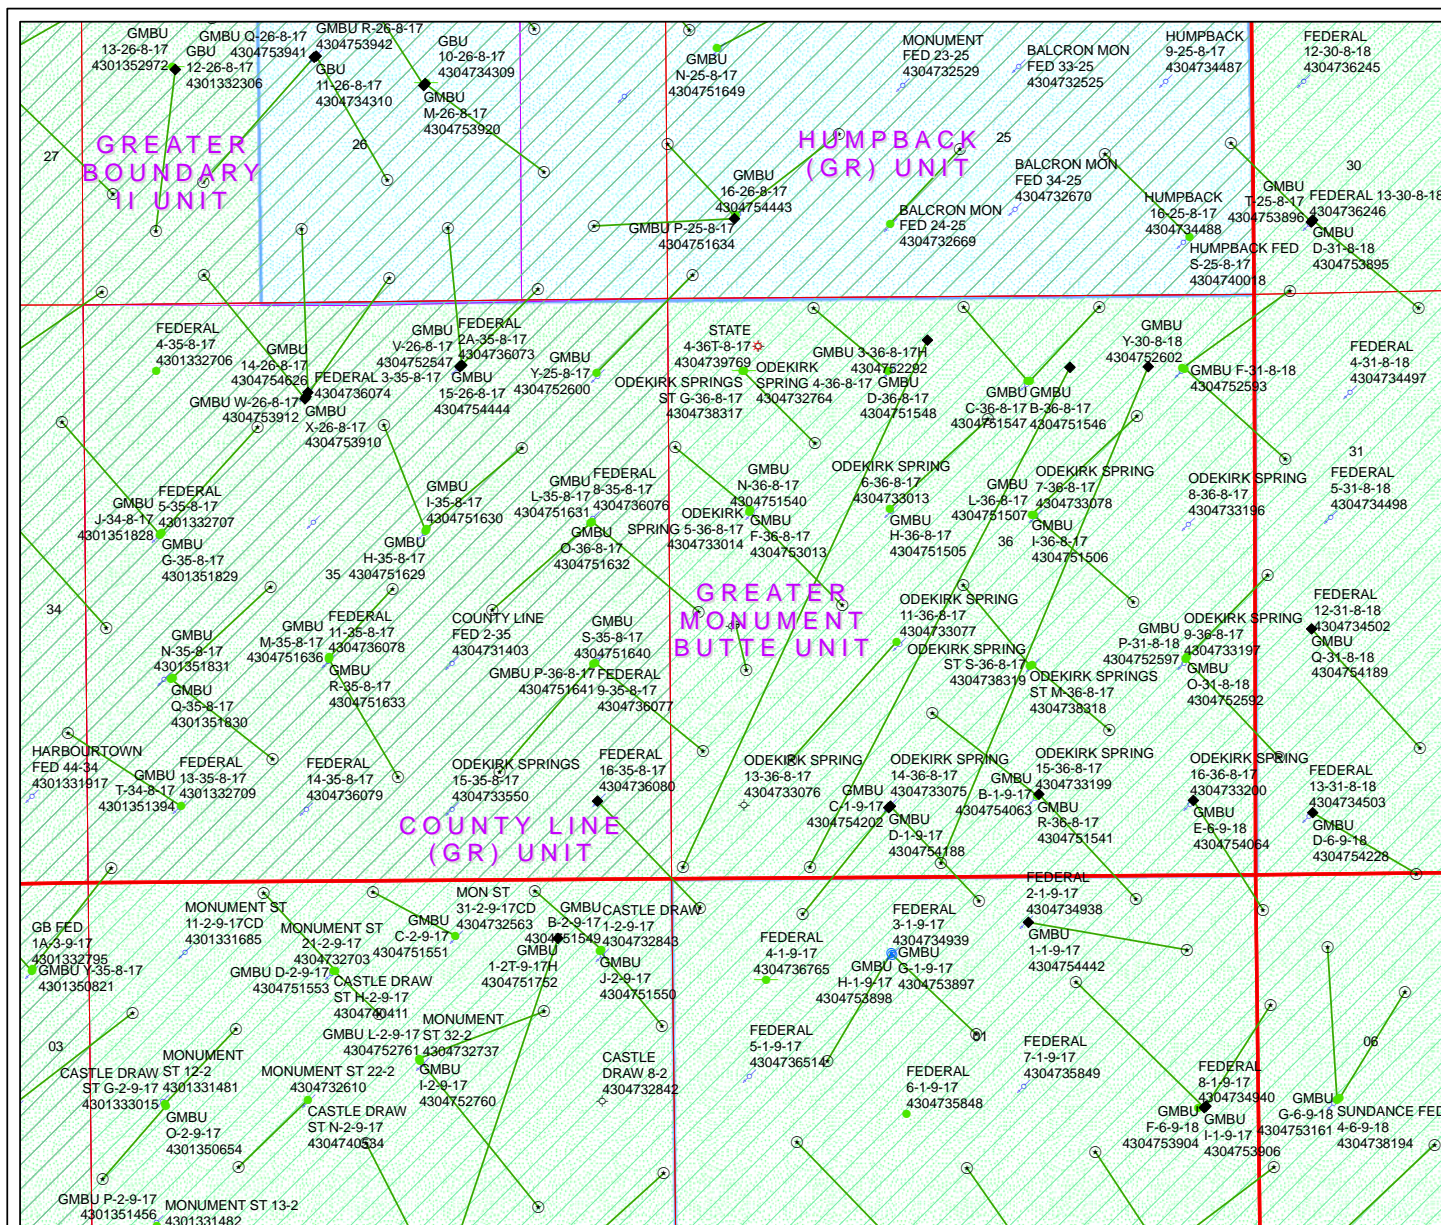 GMBU
13-26-8-17
4301352972
GBU
12-26-8-17
4301332306
GMBU Q-26-8-17
4304753941
GMBU R-26-8-17
4304753942
GBU
11-26-8-17
4304734310
GBU
10-26-8-17
4304734309
GMBU
M-26-8-17
4304753920
GMBU
N-25-8-17
4304751649
MONUMENT
FED 23-25
4304732529
BALCRON MON
FED 33-25
4304732525
HUMPBACK
9-25-8-17
4304734487
FEDERAL
12-30-8-18
4304736245
27
GREATER
BOUNDARY
II UNIT
26
HUMPBACK
(GR) UNIT
25
30
GMBU
16-26-8-17
4304754443
GMBU P-25-8-17
4304751634
BALCRON MON
FED 24-25
4304732669
BALCRON MON
FED 34-25
4304732670
HUMPBACK
16-25-8-17
4304734488
HUMPBACK FED
S-25-8-17
4304740018
GMBU
T-25-8-17
4304753896
FEDERAL 13-30-8-18
4304736246
GMBU
D-31-8-18
4304753895
FEDERAL
4-35-8-17
4301332706
GMBU
14-26-8-17
4304754626
FEDERAL 3-35-8-17
4304736074
GMBU W-26-8-17
4304753912
GMBU
X-26-8-17
4304753910
GMBU
V-26-8-17
4304752547
FEDERAL
2A-35-8-17
4304736073
GMBU
15-26-8-17
4304754444
GMBU
Y-25-8-17
4304752600
STATE
4-36T-8-17
4304739769
ODEKIRK SPRINGS
ST G-36-8-17
4304738317
ODEKIRK
SPRING 4-36-8-17
4304732764
GMBU 3-36-8-17H
4304752292
GMBU
D-36-8-17
4304751548
GMBU
C-36-8-17
4304751547
GMBU
B-36-8-17
4304751546
GMBU
Y-30-8-18
4304752602
GMBU F-31-8-18
4304752593
FEDERAL
4-31-8-18
4304734497
GMBU
J-34-8-17
4301351828
FEDERAL
5-35-8-17
4301332707
GMBU
G-35-8-17
4301351829
GMBU
I-35-8-17
4304751630
GMBU
H-35-8-17
4304751629
35
GMBU
L-35-8-17
4304751631
FEDERAL
8-35-8-17
4304736076
GMBU
O-36-8-17
4304751632
ODEKIRK
SPRING 5-36-8-17
4304733014
GMBU
N-36-8-17
4304751540
GMBU
F-36-8-17
4304753013
ODEKIRK SPRING
6-36-8-17
4304733013
GMBU
H-36-8-17
4304751505
GMBU
L-36-8-17
4304751507
36
ODEKIRK SPRING
7-36-8-17
4304733078
GMBU
I-36-8-17
4304751506
ODEKIRK SPRING
8-36-8-17
4304733196
31
FEDERAL
5-31-8-18
4304734498
34
GMBU
N-35-8-17
4301351831
GMBU
Q-35-8-17
4301351830
GMBU
M-35-8-17
4304751636
FEDERAL
11-35-8-17
4304736078
GMBU
R-35-8-17
4304751633
COUNTY LINE
FED 2-35
4304731403
GMBU
S-35-8-17
4304751640
GMBU P-36-8-17
4304751641
FEDERAL
9-35-8-17
4304736077
GREATER
MONUMENT
BUTTE UNIT
ODEKIRK SPRING
11-36-8-17
4304733077
ODEKIRK SPRING
ST S-36-8-17
4304738319
ODEKIRK SPRINGS
ST M-36-8-17
4304738318
GMBU
P-31-8-18
4304752597
ODEKIRK SPRING
9-36-8-17
4304733197
GMBU
O-31-8-18
4304752592
FEDERAL
12-31-8-18
4304734502
GMBU
Q-31-8-18
4304754189
HARBOURTOWN
FED 44-34
4301331917
GMBU
T-34-8-17
4301351394
FEDERAL
13-35-8-17
4301332709
FEDERAL
14-35-8-17
4304736079
ODEKIRK SPRINGS
15-35-8-17
4304733550
FEDERAL
16-35-8-17
4304736080
COUNTY LINE
(GR) UNIT
ODEKIRK SPRING
13-36-8-17
4304733076
GMBU
C-1-9-17
4304754202
ODEKIRK SPRING
14-36-8-17
4304733075
GMBU
D-1-9-17
4304754188
GMBU
B-1-9-17
4304754063
ODEKIRK SPRING
15-36-8-17
4304733199
GMBU
R-36-8-17
4304751541
ODEKIRK SPRING
16-36-8-17
4304733200
GMBU
E-6-9-18
4304754064
FEDERAL
13-31-8-18
4304734503
GMBU
D-6-9-18
4304754228
GB FED
1A-3-9-17
4301332795
GMBU Y-35-8-17
4301350821
MONUMENT ST
11-2-9-17CD
4301331685
MONUMENT ST
21-2-9-17
4304732703
GMBU D-2-9-17
4304751553
CASTLE DRAW
ST H-2-9-17
4304740411
GMBU
C-2-9-17
4304751551
MON ST
31-2-9-17CD
4304732563
GMBU
B-2-9-17
4304751549
GMBU
1-2T-9-17H
4304751752
CASTLE DRAW
1-2-9-17
4304732843
GMBU
J-2-9-17
4304751550
FEDERAL
4-1-9-17
4304736765
FEDERAL
3-1-9-17
4304734939
GMBU
H-1-9-17
4304753898
GMBU
G-1-9-17
4304753897
FEDERAL
2-1-9-17
4304734938
GMBU
1-1-9-17
4304754442
03
CASTLE DRAW
ST G-2-9-17
4301333015
MONUMENT
ST 12-2
4301331481
GMBU
O-2-9-17
4301350654
MONUMENT ST 22-2
4304732610
CASTLE DRAW
ST N-2-9-17
4304740534
GMBU L-2-9-17
4304752761
MONUMENT
ST 32-2
4304732737
GMBU
I-2-9-17
4304752760
CASTLE
DRAW 8-2
4304732842
FEDERAL
5-1-9-17
4304736514
FEDERAL
6-1-9-17
4304735848
01
FEDERAL
7-1-9-17
4304735849
FEDERAL
8-1-9-17
4304734940
GMBU
F-6-9-18
4304753904
GMBU
I-1-9-17
4304753906
06
GMBU
G-6-9-18
4304753161
SUNDANCE FED
4-6-9-18
4304738194
GMBU P-2-9-17
4301351456
MONUMENT ST 13-2
4301331482